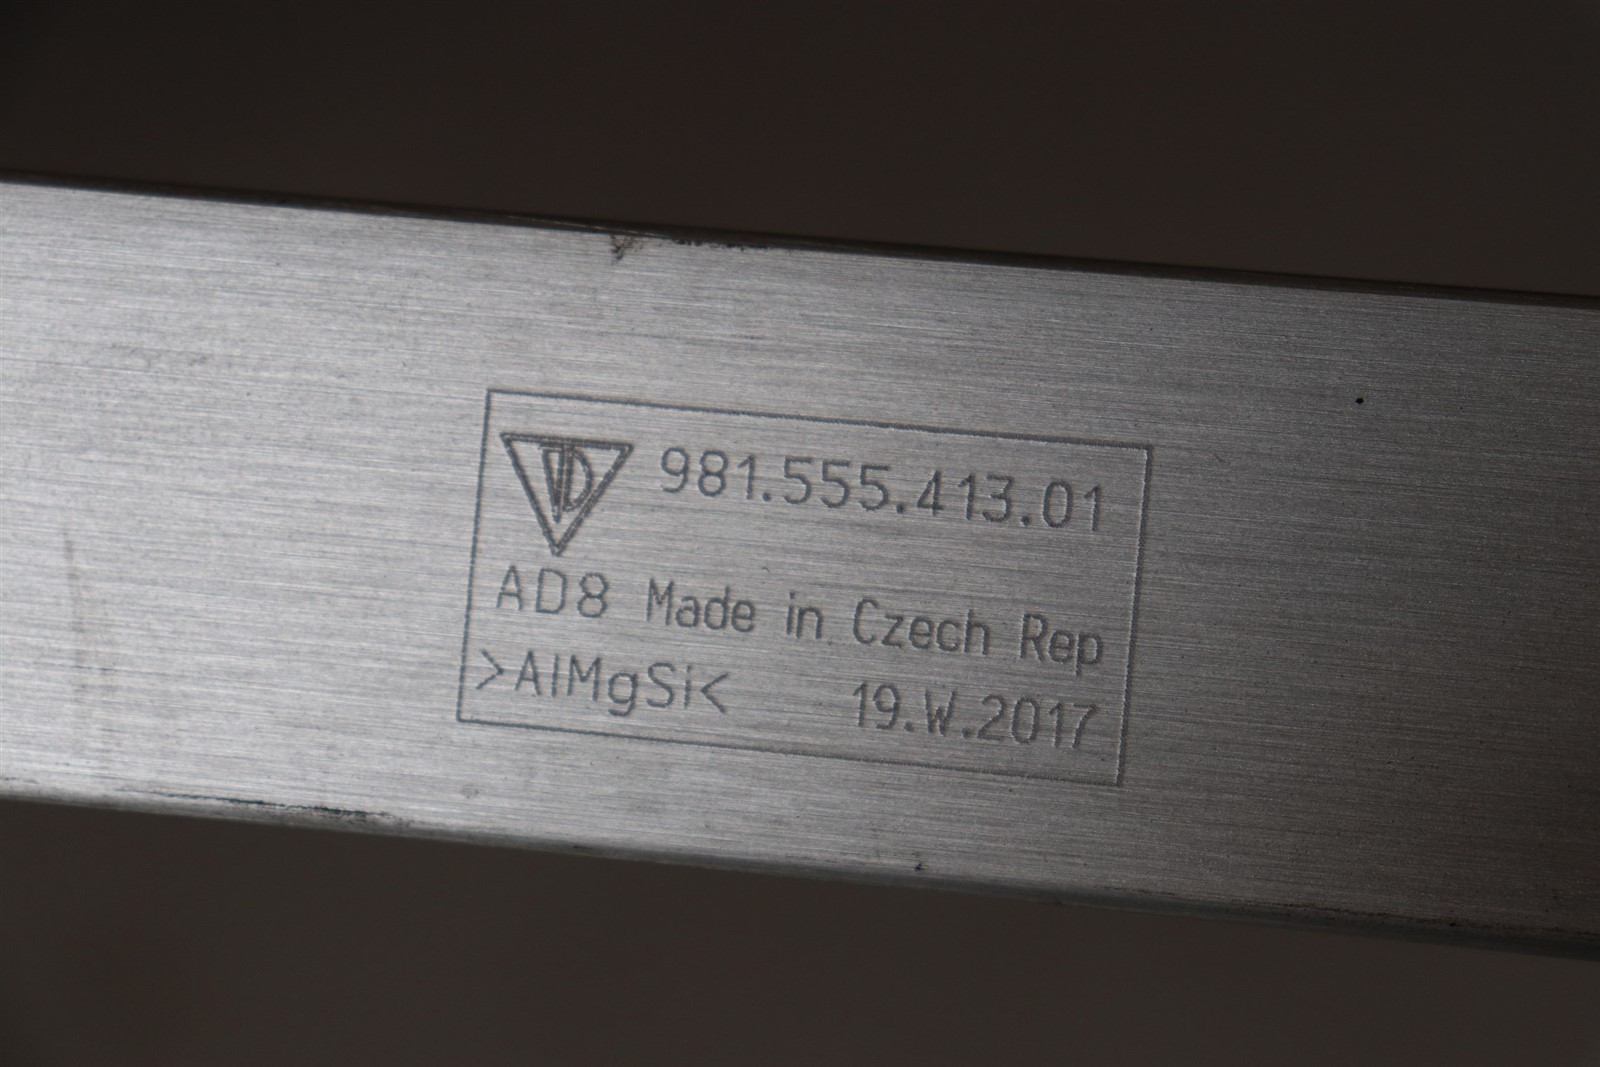 981.555.413.01
AD8 Made in Czech Rep
>AlMgSi< 19.W.2017